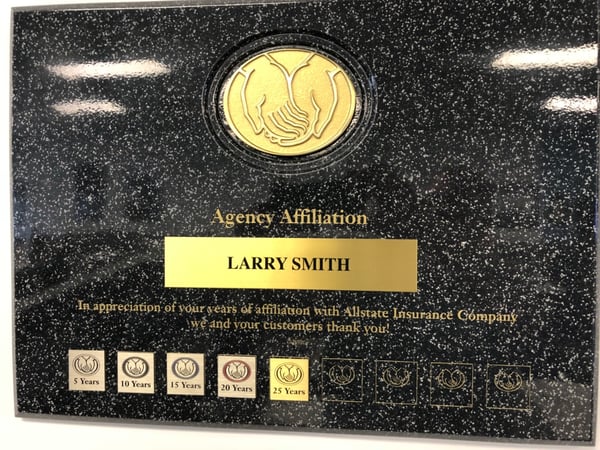 Agency Affiliation
LARRY SMITH
In appreciation of your years of affiliation with Allstate Insurance Company
we and your customers thank you!
5 Years 10 Years 15 Years 20 Years 25 Years